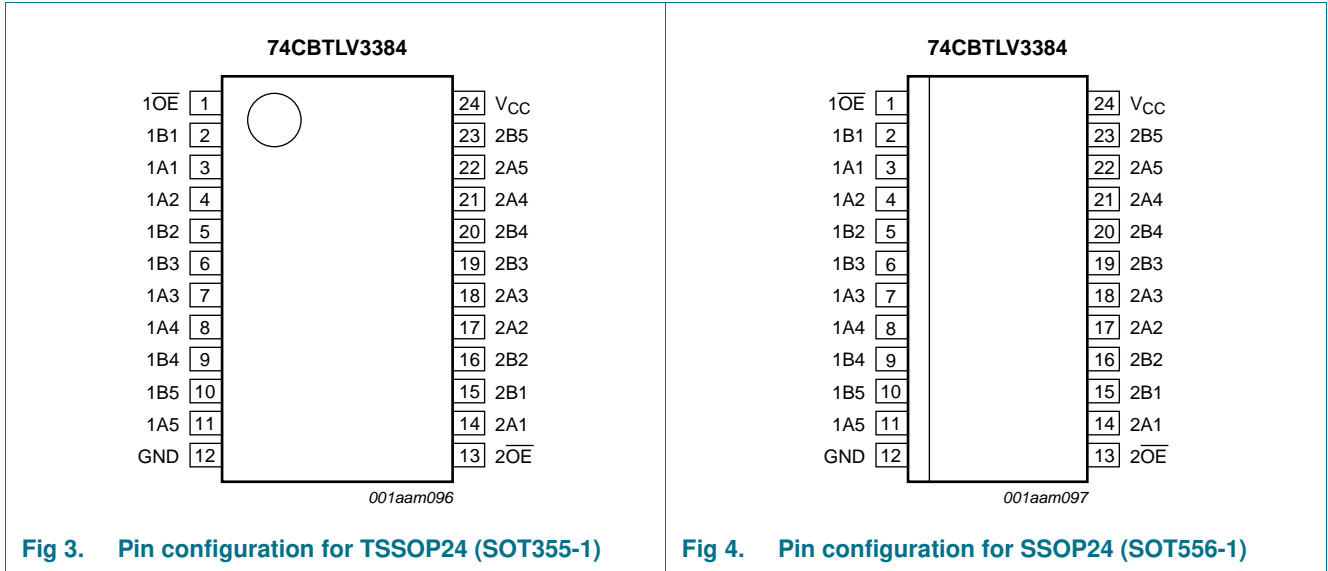 74CBTLV3384
1O̅E̅ 1 24 VCC
1B1 2 23 2B5
1A1 3 22 2A5
1A2 4 21 2A4
1B2 5 20 2B4
1B3 6 19 2B3
1A3 7 18 2A3
1A4 8 17 2A2
1B4 9 16 2B2
1B5 10 15 2B1
1A5 11 14 2A1
GND 12 13 2O̅E̅
001aam096
Fig 3. Pin configuration for TSSOP24 (SOT355-1)
74CBTLV3384
1O̅E̅ 1 24 VCC
1B1 2 23 2B5
1A1 3 22 2A5
1A2 4 21 2A4
1B2 5 20 2B4
1B3 6 19 2B3
1A3 7 18 2A3
1A4 8 17 2A2
1B4 9 16 2B2
1B5 10 15 2B1
1A5 11 14 2A1
GND 12 13 2O̅E̅
001aam097
Fig 4. Pin configuration for SSOP24 (SOT556-1)